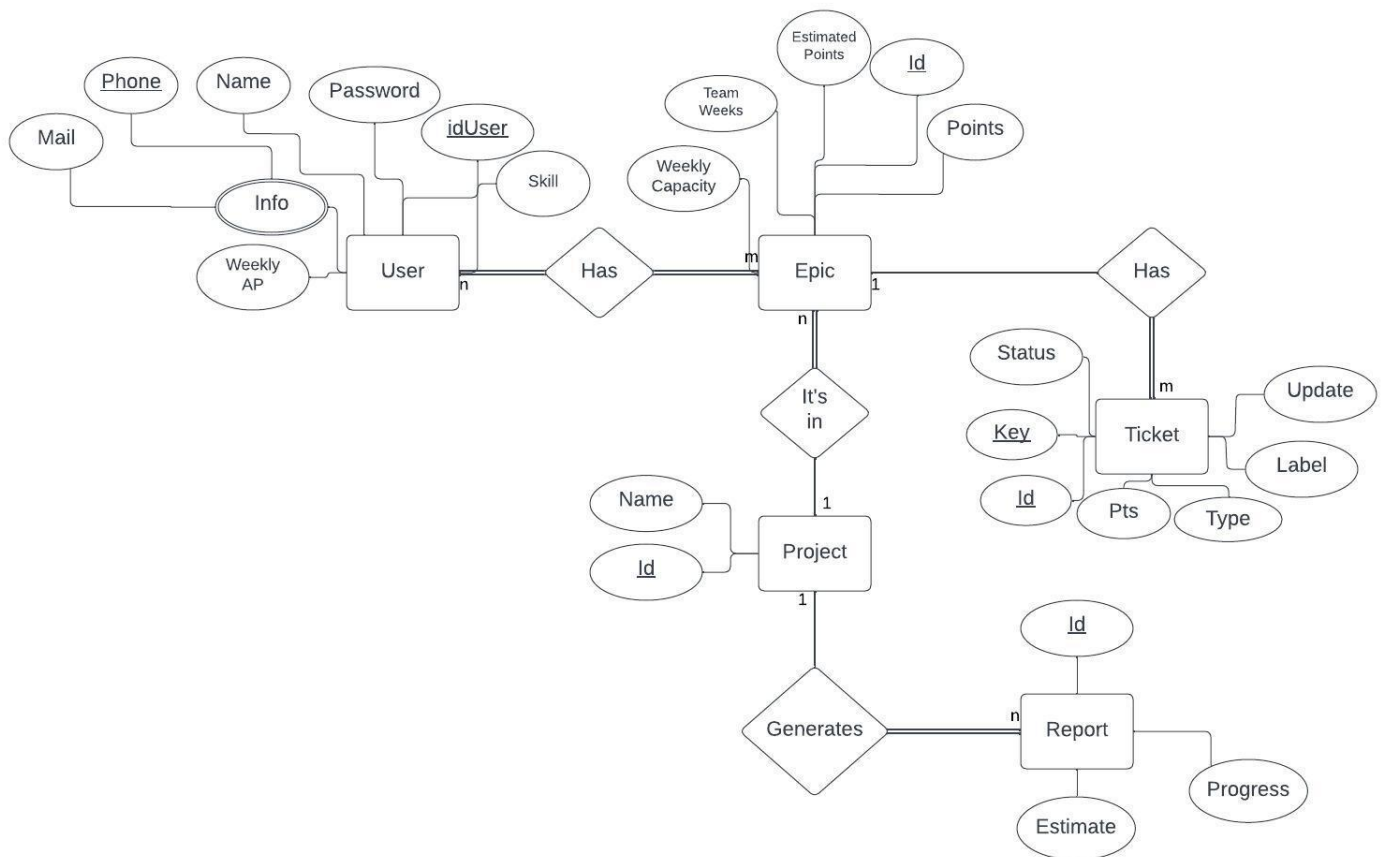 Estimated
Points
Id
Phone
Name
Password
Team
Weeks
idUser
Points
Mail
Weekly
Capacity
Skill
Info
Weekly
AP
User
n
Has
m
Epic
1
Has
n
Status
m
Update
It's
in
Key
Ticket
Label
Id
Pts
Type
Name
1
Project
Id
1
Id
n
Generates
Report
Progress
Estimate